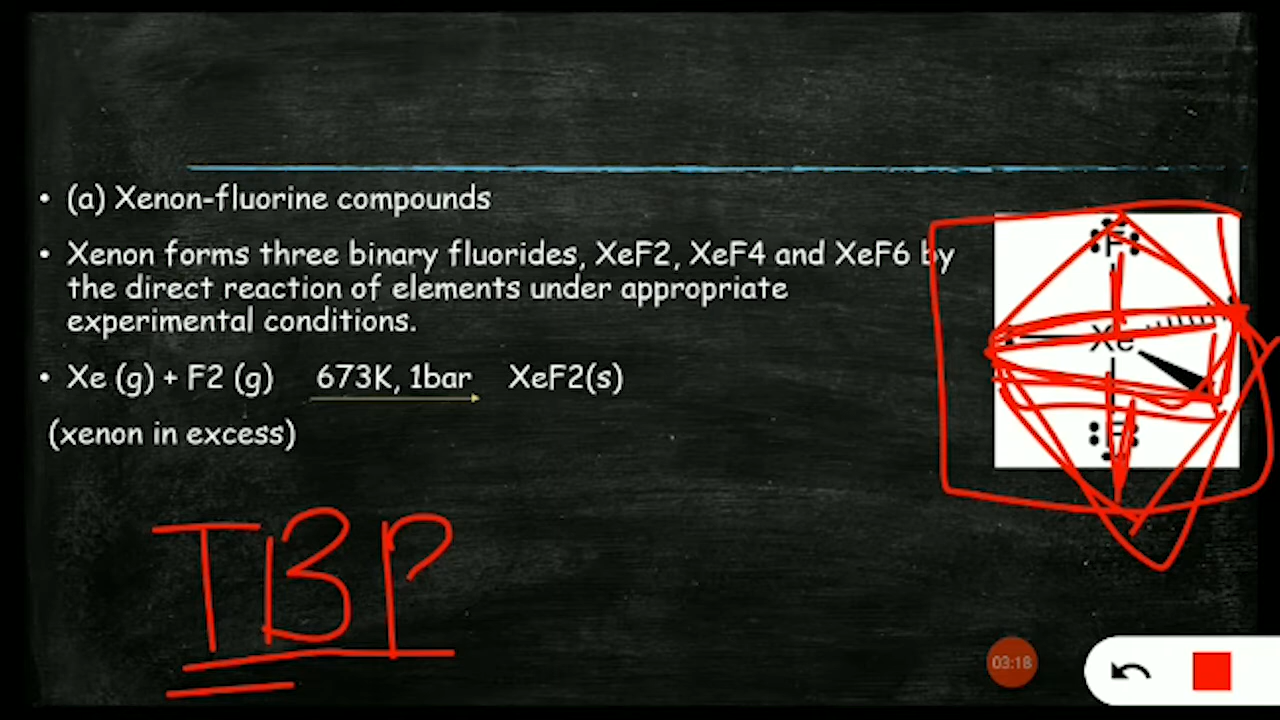 • (a) Xenon-fluorine compounds
• Xenon forms three binary fluorides, XeF2, XeF4 and XeF6 by
the direct reaction of elements under appropriate
experimental conditions.
• Xe (g) + F2 (g) 673K, 1bar XeF2(s)
(xenon in excess)
F
Xe
F
TBP
03:18